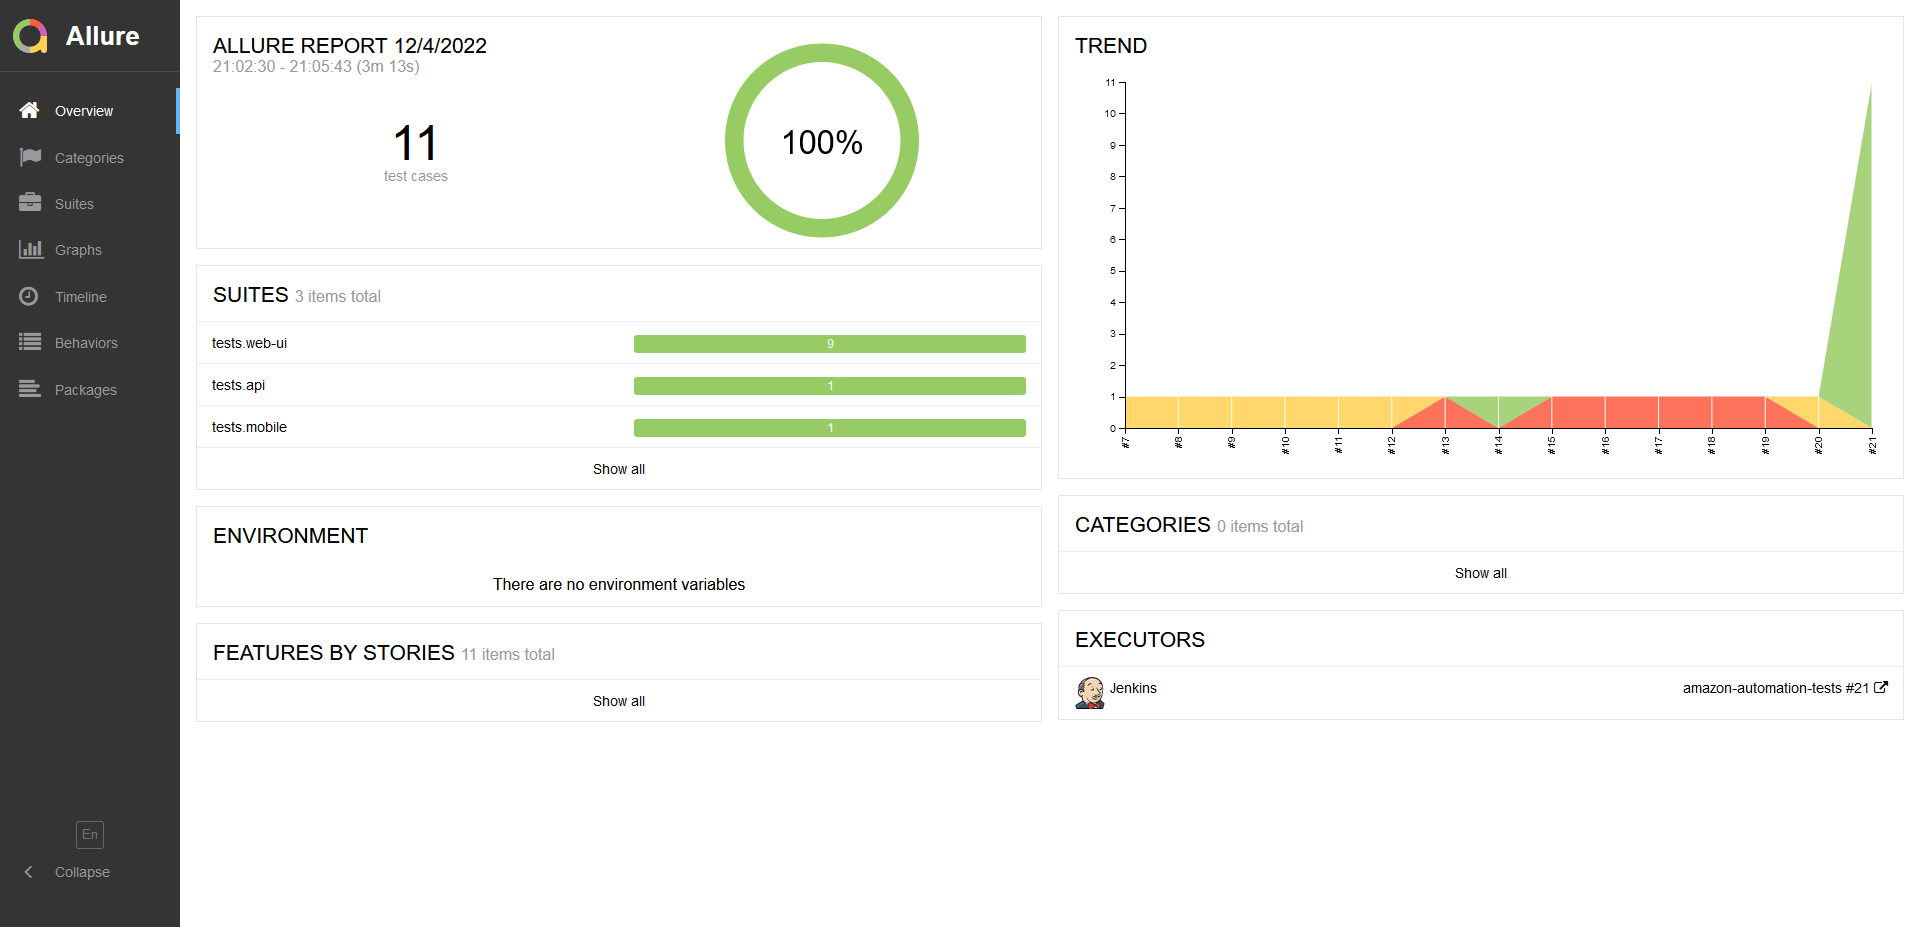 Allure
Overview
Categories
Suites
Graphs
Timeline
Behaviors
Packages
En
Collapse
ALLURE REPORT 12/4/2022
21:02:30 - 21:05:43 (3m 13s)
11
test cases
100%
SUITES 3 items total
tests.web-ui 9
tests.api 1
tests.mobile 1
Show all
ENVIRONMENT
There are no environment variables
FEATURES BY STORIES 11 items total
Show all
TREND
11
10
9
8
7
6
5
4
3
2
1
0
#7 #8 #9 #10 #11 #12 #13 #14 #15 #16 #17 #18 #19 #20 #21
CATEGORIES 0 items total
Show all
EXECUTORS
Jenkins amazon-automation-tests #21